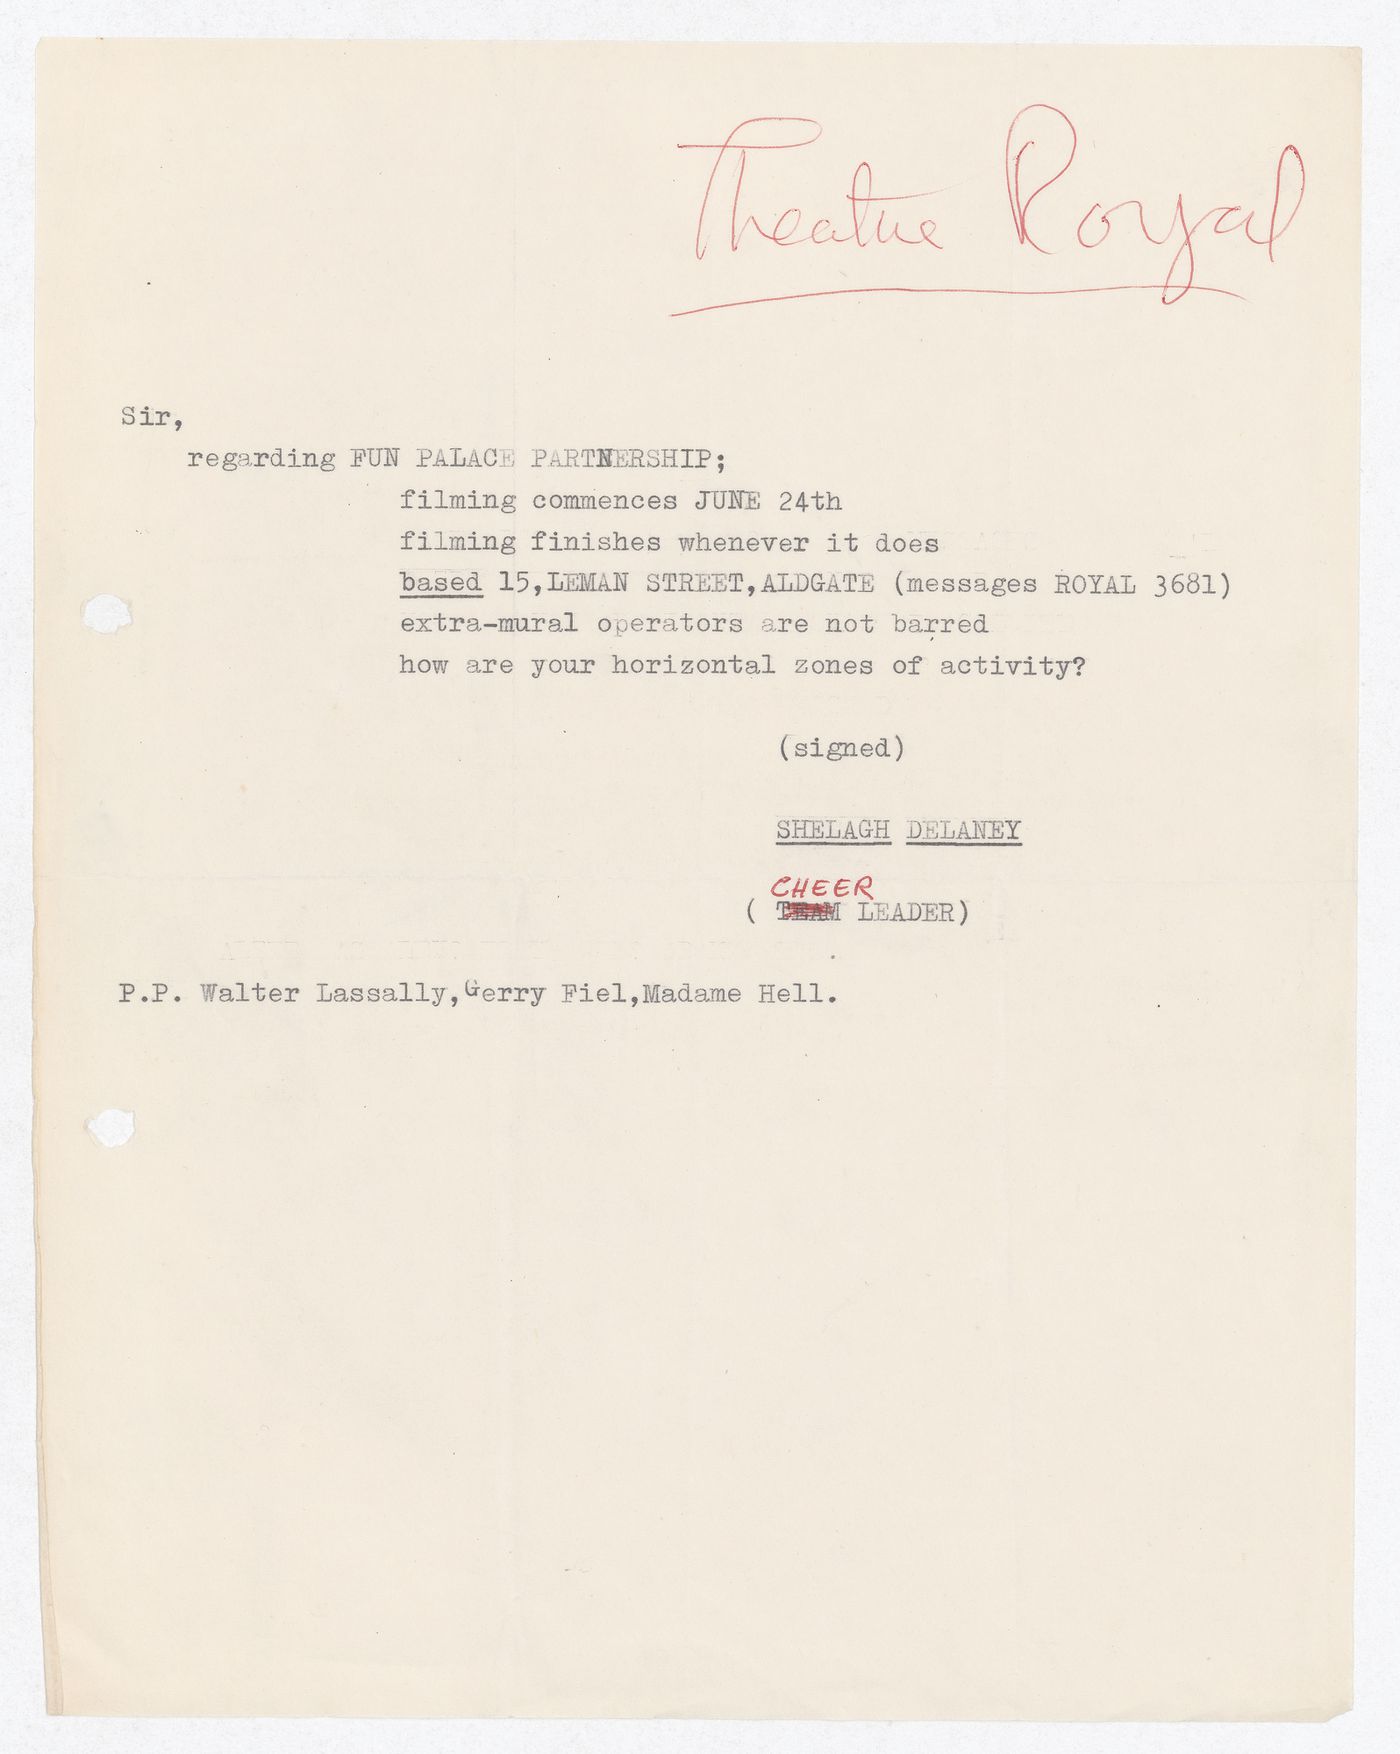 Theatre Royal
Sir,
regarding FUN PALACE PARTNERSHIP;
filming commences JUNE 24th
filming finishes whenever it does
based 15,LEMAN STREET,ALDGATE (messages ROYAL 3681)
extra-mural operators are not barred
how are your horizontal zones of activity?
(signed)
SHELAGH DELANEY
CHEER
( TEAM LEADER)
P.P. Walter Lassally,Gerry Fiel,Madame Hell.